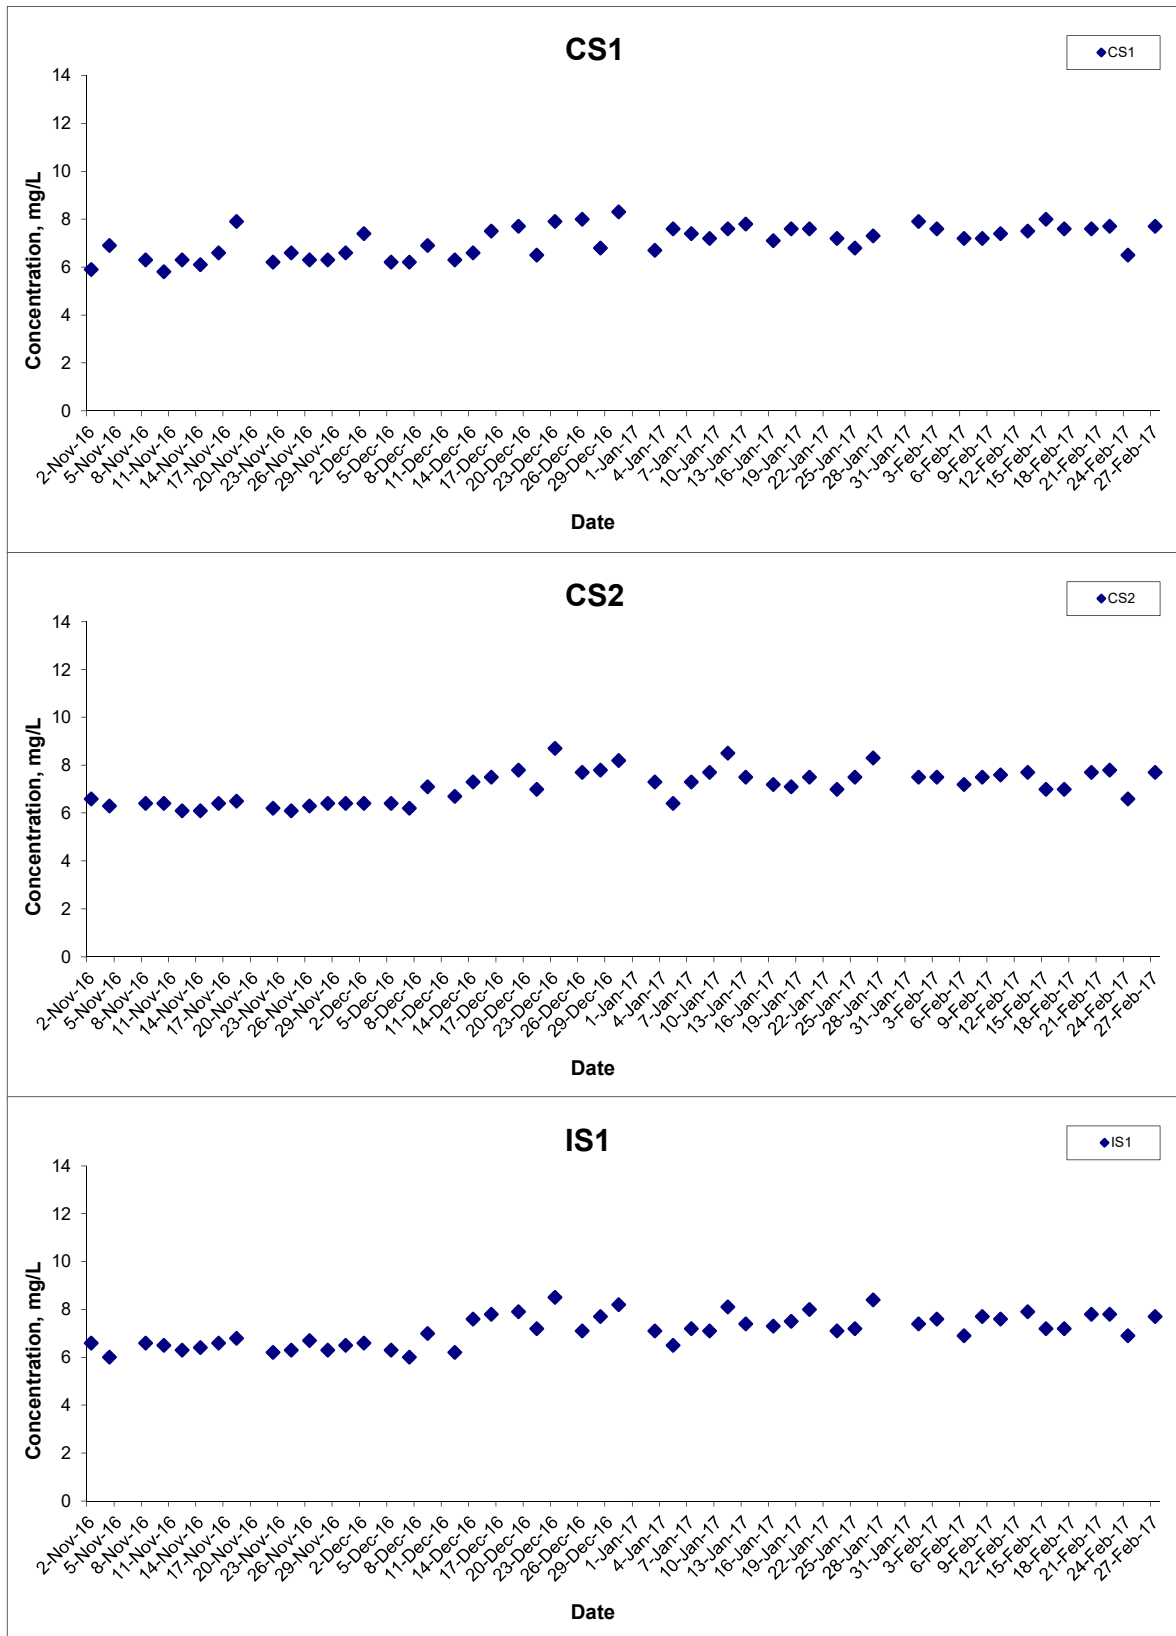 CS1
CS1
14
12
10
8
6
4
2
0
Concentration, mg/L
2-Nov-16
5-Nov-16
8-Nov-16
11-Nov-16
14-Nov-16
17-Nov-16
20-Nov-16
23-Nov-16
26-Nov-16
29-Nov-16
2-Dec-16
5-Dec-16
8-Dec-16
11-Dec-16
14-Dec-16
17-Dec-16
20-Dec-16
23-Dec-16
26-Dec-16
29-Dec-16
1-Jan-17
4-Jan-17
7-Jan-17
10-Jan-17
13-Jan-17
16-Jan-17
19-Jan-17
22-Jan-17
25-Jan-17
28-Jan-17
31-Jan-17
3-Feb-17
6-Feb-17
9-Feb-17
12-Feb-17
15-Feb-17
18-Feb-17
21-Feb-17
24-Feb-17
27-Feb-17
Date
CS2
CS2
14
12
10
8
6
4
2
0
Concentration, mg/L
2-Nov-16
5-Nov-16
8-Nov-16
11-Nov-16
14-Nov-16
17-Nov-16
20-Nov-16
23-Nov-16
26-Nov-16
29-Nov-16
2-Dec-16
5-Dec-16
8-Dec-16
11-Dec-16
14-Dec-16
17-Dec-16
20-Dec-16
23-Dec-16
26-Dec-16
29-Dec-16
1-Jan-17
4-Jan-17
7-Jan-17
10-Jan-17
13-Jan-17
16-Jan-17
19-Jan-17
22-Jan-17
25-Jan-17
28-Jan-17
31-Jan-17
3-Feb-17
6-Feb-17
9-Feb-17
12-Feb-17
15-Feb-17
18-Feb-17
21-Feb-17
24-Feb-17
27-Feb-17
Date
IS1
IS1
14
12
10
8
6
4
2
0
Concentration, mg/L
2-Nov-16
5-Nov-16
8-Nov-16
11-Nov-16
14-Nov-16
17-Nov-16
20-Nov-16
23-Nov-16
26-Nov-16
29-Nov-16
2-Dec-16
5-Dec-16
8-Dec-16
11-Dec-16
14-Dec-16
17-Dec-16
20-Dec-16
23-Dec-16
26-Dec-16
29-Dec-16
1-Jan-17
4-Jan-17
7-Jan-17
10-Jan-17
13-Jan-17
16-Jan-17
19-Jan-17
22-Jan-17
25-Jan-17
28-Jan-17
31-Jan-17
3-Feb-17
6-Feb-17
9-Feb-17
12-Feb-17
15-Feb-17
18-Feb-17
21-Feb-17
24-Feb-17
27-Feb-17
Date